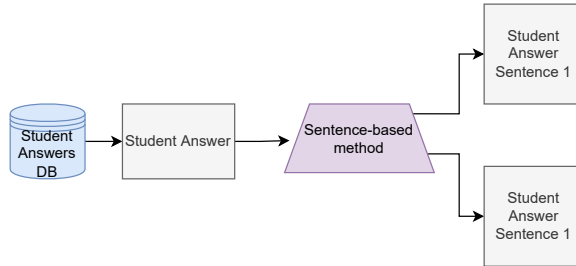 Student
Answers
DB
Student Answer
Sentence-based
method
Student
Answer
Sentence 1
Student
Answer
Sentence 1